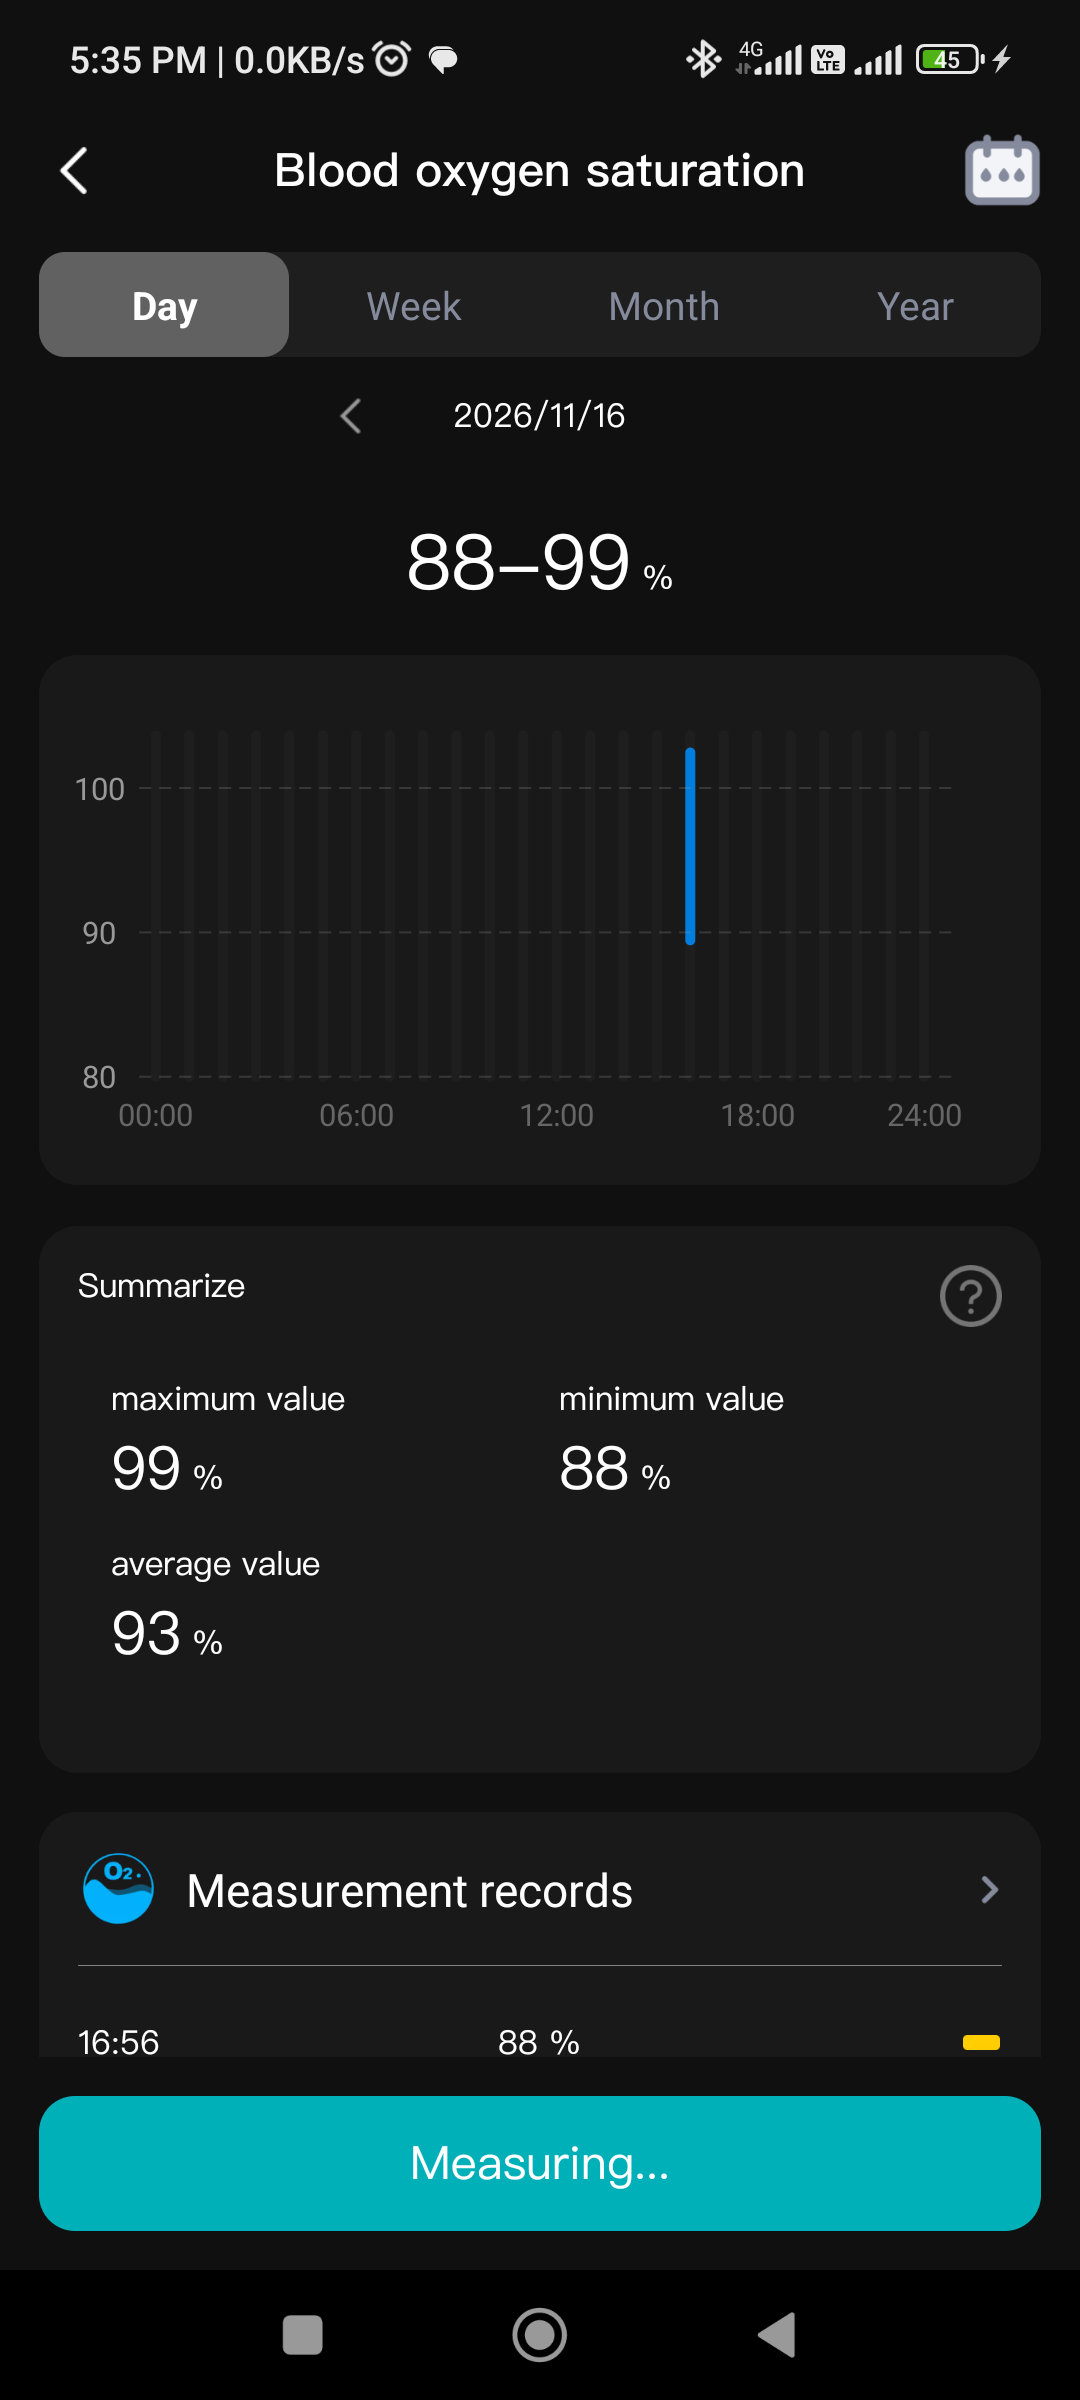 5:35 PM | 0.0KB/s 4G Vo LTE 45
Blood oxygen saturation
Day Week Month Year
2026/11/16
88–99 %
100
90
80
00:00 06:00 12:00 18:00 24:00
Summarize ?
maximum value minimum value
99 % 88 %
average value
93 %
O2 Measurement records
16:56 88 %
Measuring...